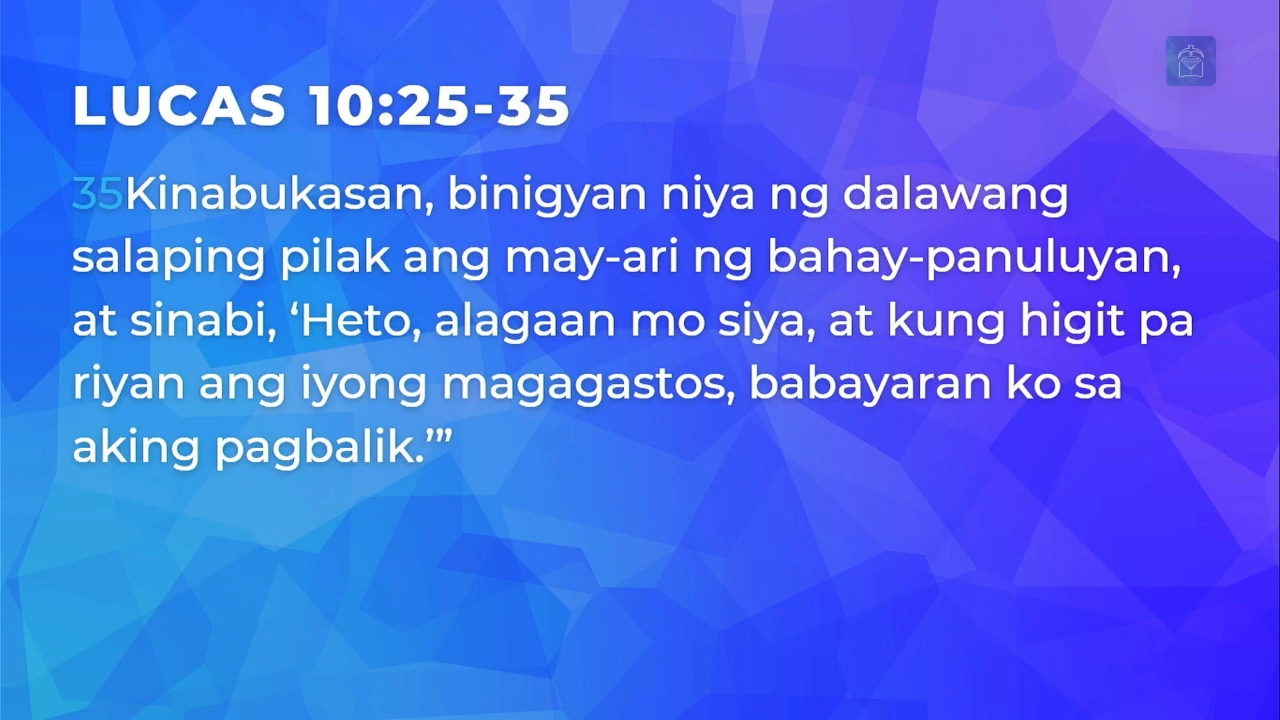 LUCAS 10:25-35
35Kinabukasan, binigyan niya ng dalawang
salaping pilak ang may-ari ng bahay-panuluyan,
at sinabi, ‘Heto, alagaan mo siya, at kung higit pa
riyan ang iyong magagastos, babayaran ko sa
aking pagbalik.’”